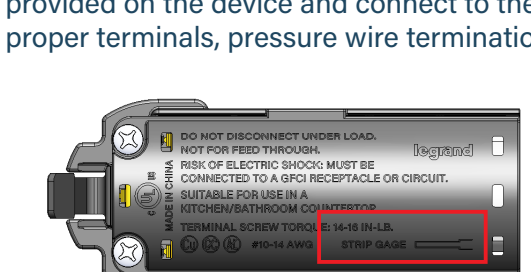 provided on the device and connect to the
proper terminals, pressure wire terminatio
DO NOT DISCONNECT UNDER LOAD.
NOT FOR FEED THROUGH.
legrand
RISK OF ELECTRIC SHOCK: MUST BE
CONNECTED TO A GFCI RECEPTACLE OR CIRCUIT.
SUITABLE FOR USE IN A
KITCHEN/BATHROOM COUNTERTOP
TERMINAL SCREW TORQUE: 14-16 IN-LB.
#10-14 AWG STRIP GAGE
MADE IN CHINA